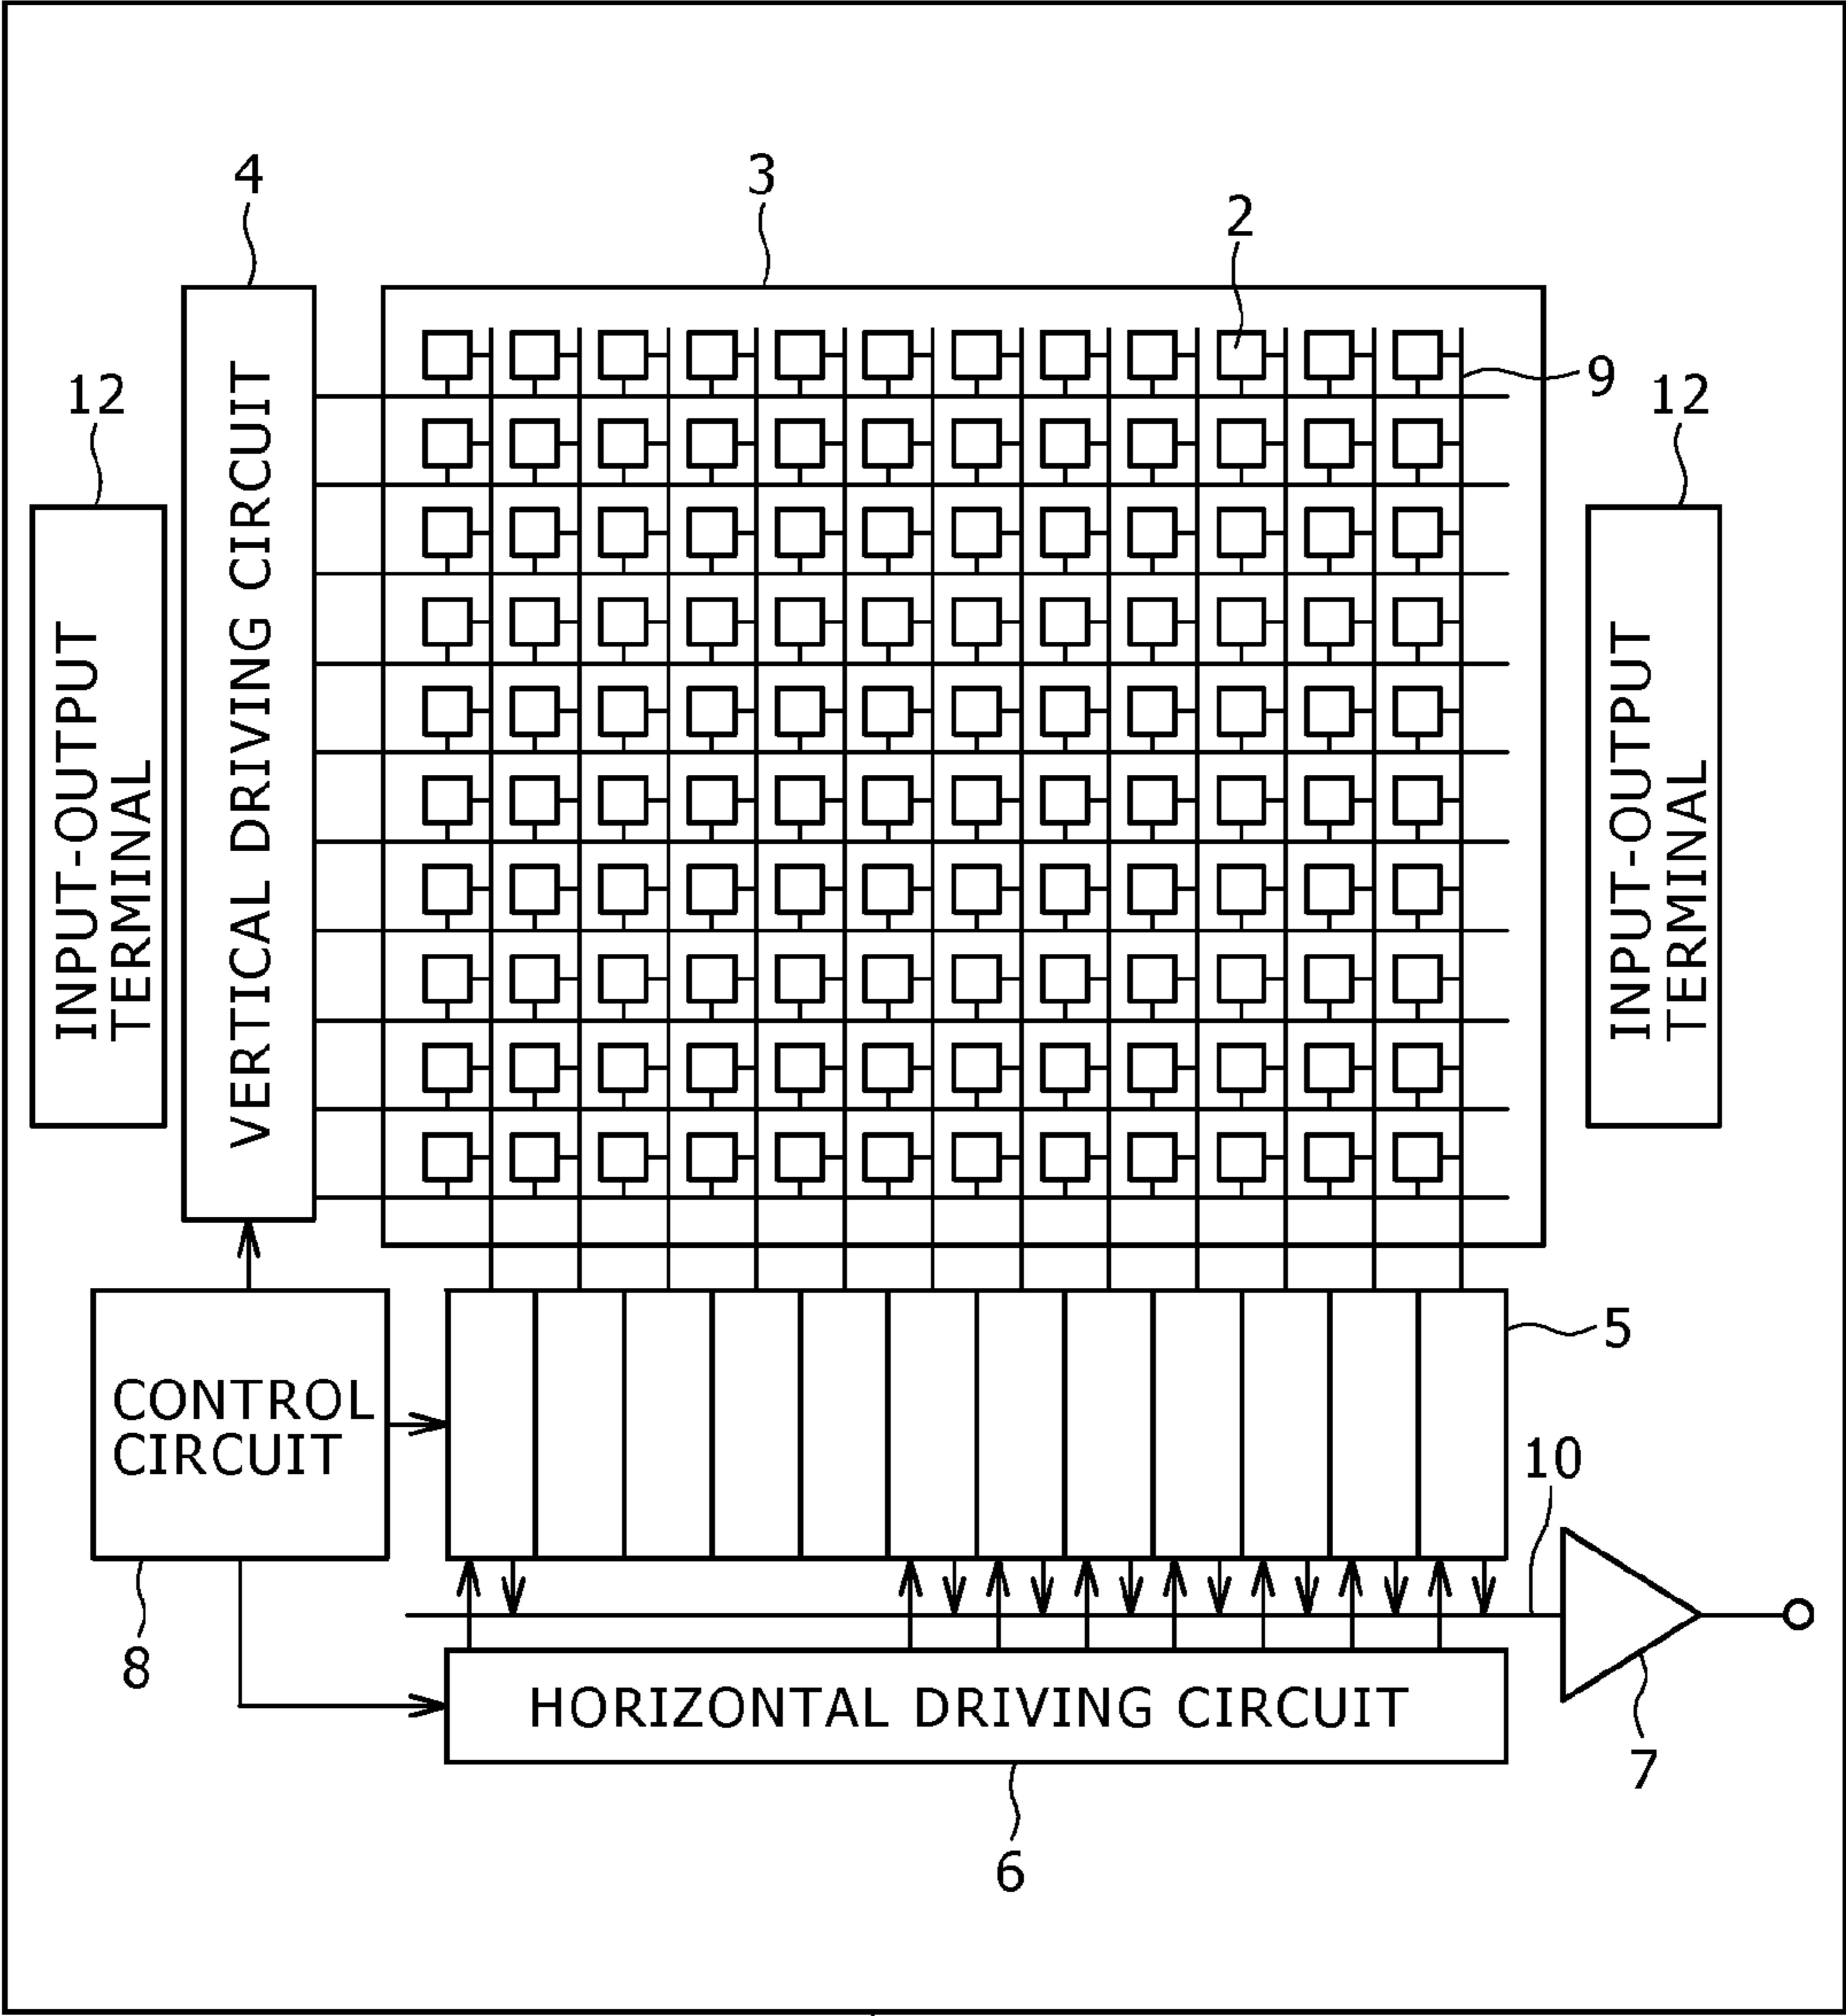 4
3
2
9
12
12
VERTICAL DRIVING CIRCUIT
INPUT-OUTPUT
TERMINAL
INPUT-OUTPUT
TERMINAL
5
CONTROL
CIRCUIT
10
8
HORIZONTAL DRIVING CIRCUIT
7
6